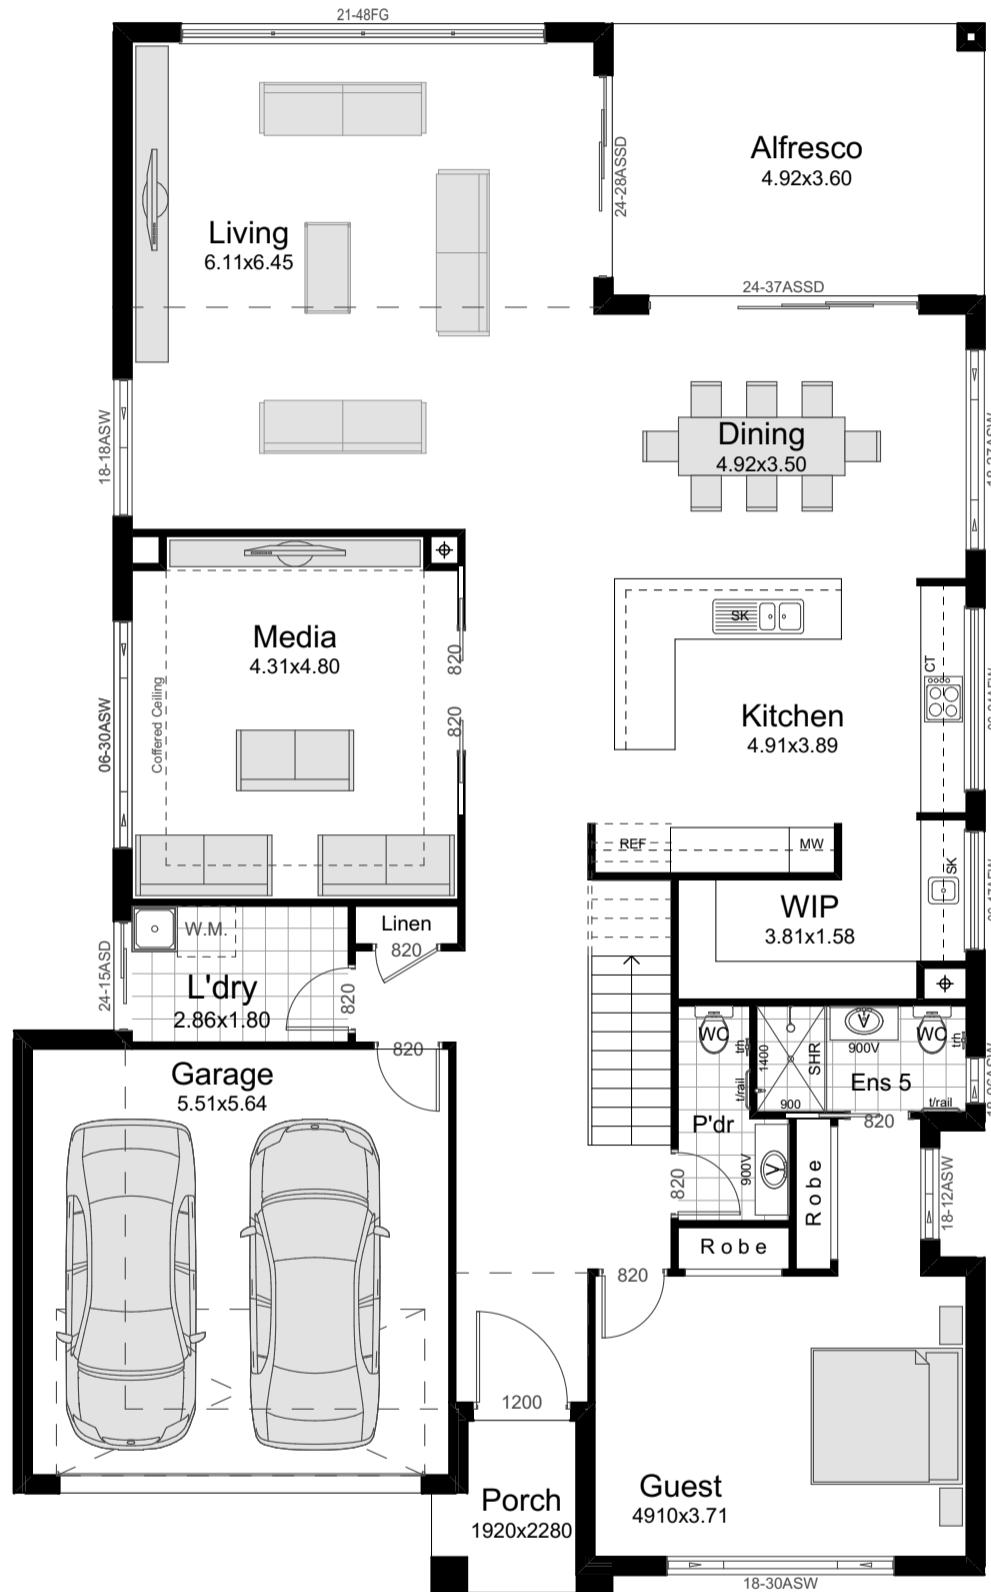 21-48FG
Alfresco
4.92x3.60
24-28ASSD
Living
6.11x6.45
24-37ASSD
18-18ASW
Dining
4.92x3.50
SK
Media
4.31x4.80
820
820
Coffered Ceiling
06-30ASW
CT
Kitchen
4.91x3.89
REF
MW
SK
WIP
3.81x1.58
Linen
820
W.M.
24-15ASD
L'dry
2.86x1.80
820
820
Garage
5.51x5.64
WC
trh
t/rail
1400
SHR
900
V
900V
WC
trh
Ens 5
t/rail
820
P'dr
900V
V
820
Robe
Robe
18-12ASW
820
1200
Guest
4910x3.71
Porch
1920x2280
18-30ASW